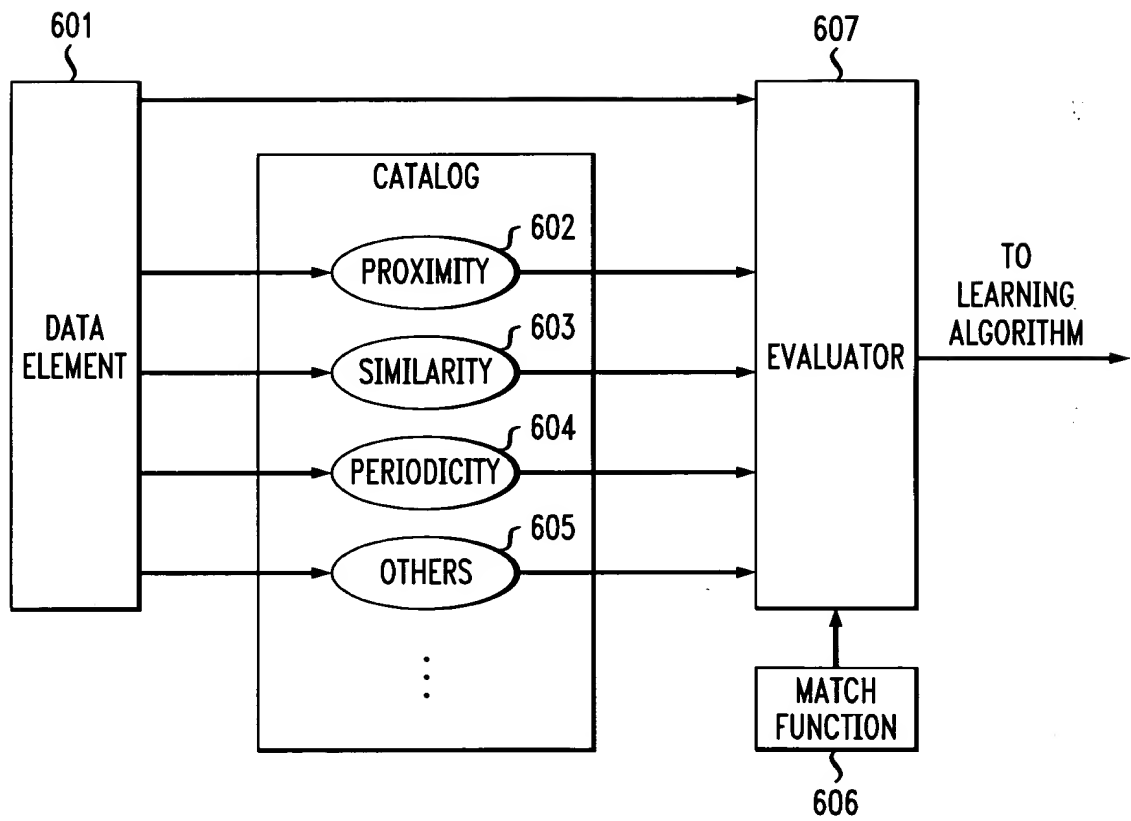 601
607
CATALOG
602
PROXIMITY
603
SIMILARITY
604
PERIODICITY
605
OTHERS
DATA
ELEMENT
EVALUATOR
TO
LEARNING
ALGORITHM
MATCH
FUNCTION
606